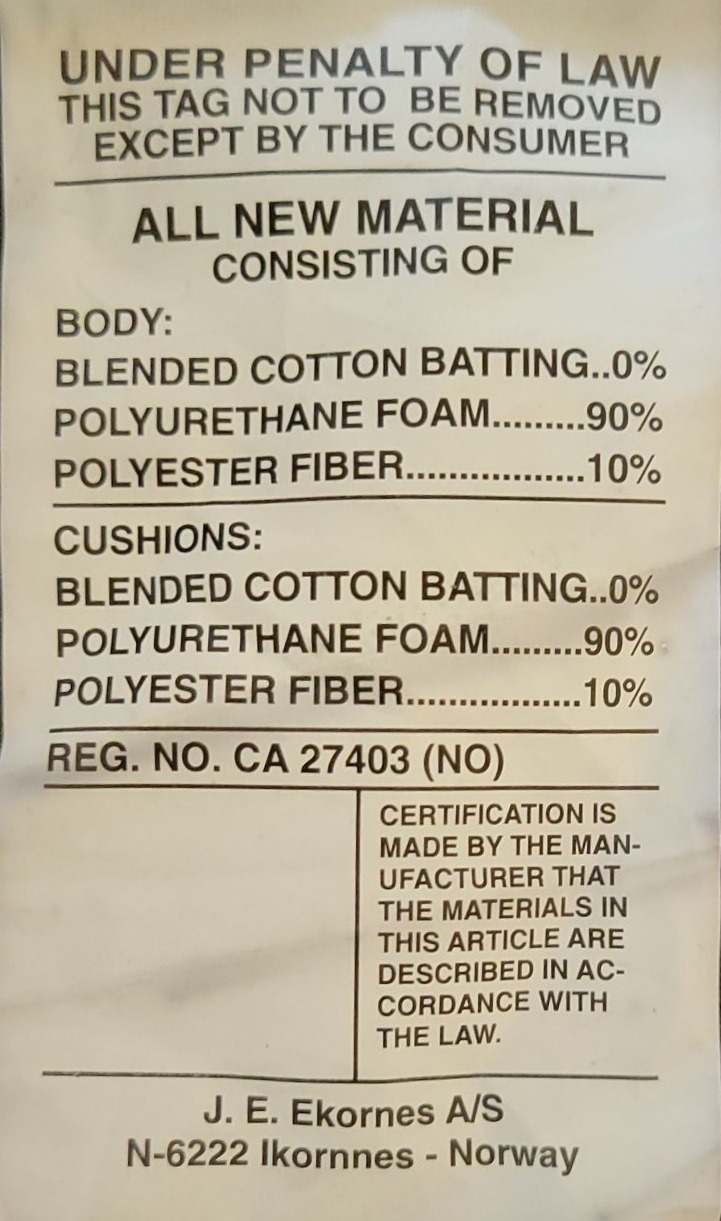 UNDER PENALTY OF LAW
THIS TAG NOT TO BE REMOVED
EXCEPT BY THE CONSUMER
ALL NEW MATERIAL
CONSISTING OF
BODY:
BLENDED COTTON BATTING..0%
POLYURETHANE FOAM.........90%
POLYESTER FIBER.................10%
CUSHIONS:
BLENDED COTTON BATTING..0%
POLYURETHANE FOAM.........90%
POLYESTER FIBER.................10%
REG. NO. CA 27403 (NO)
CERTIFICATION IS
MADE BY THE MAN-
UFACTURER THAT
THE MATERIALS IN
THIS ARTICLE ARE
DESCRIBED IN AC-
CORDANCE WITH
THE LAW.
J. E. Ekornes A/S
N-6222 Ikornnes - Norway